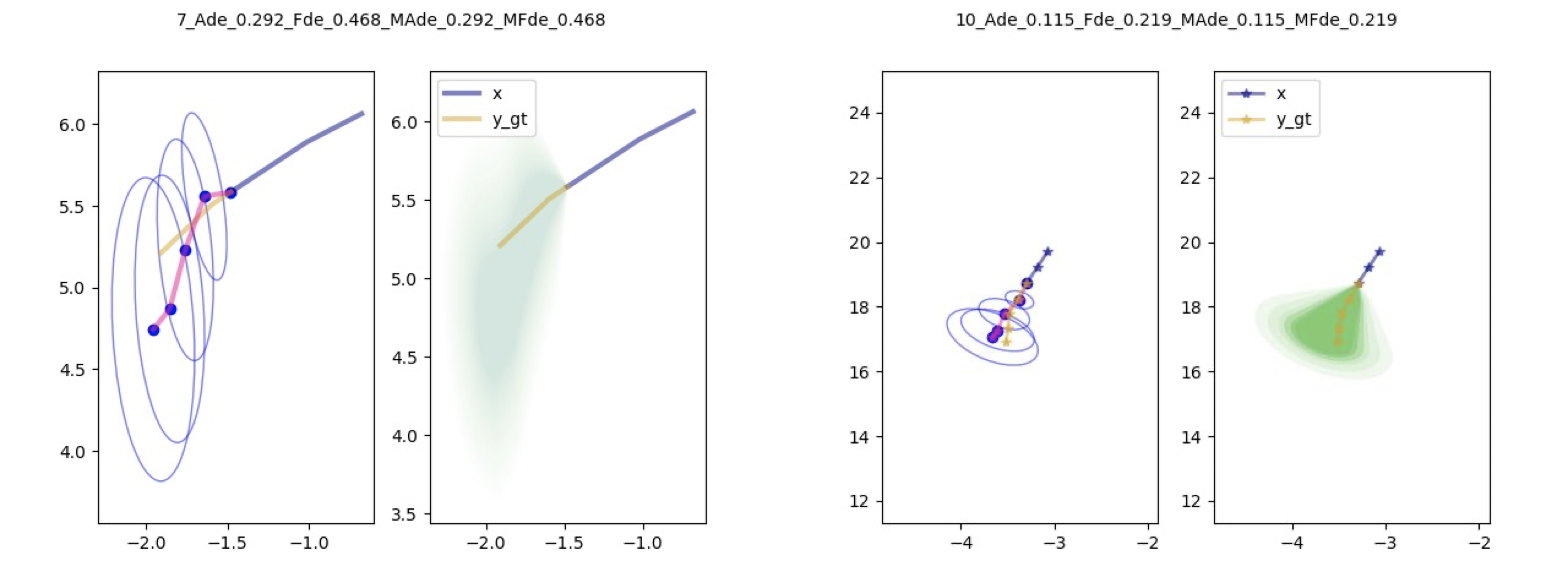 7_Ade_0.292_Fde_0.468_MAde_0.292_MFde_0.468
10_Ade_0.115_Fde_0.219_MAde_0.115_MFde_0.219
6.0
5.5
5.0
4.5
4.0
−2.0 −1.5 −1.0
x
y_gt
6.0
5.5
5.0
4.5
4.0
3.5
−2.0 −1.5 −1.0
24
22
20
18
16
14
12
−4 −3 −2
x
y_gt
24
22
20
18
16
14
12
−4 −3 −2